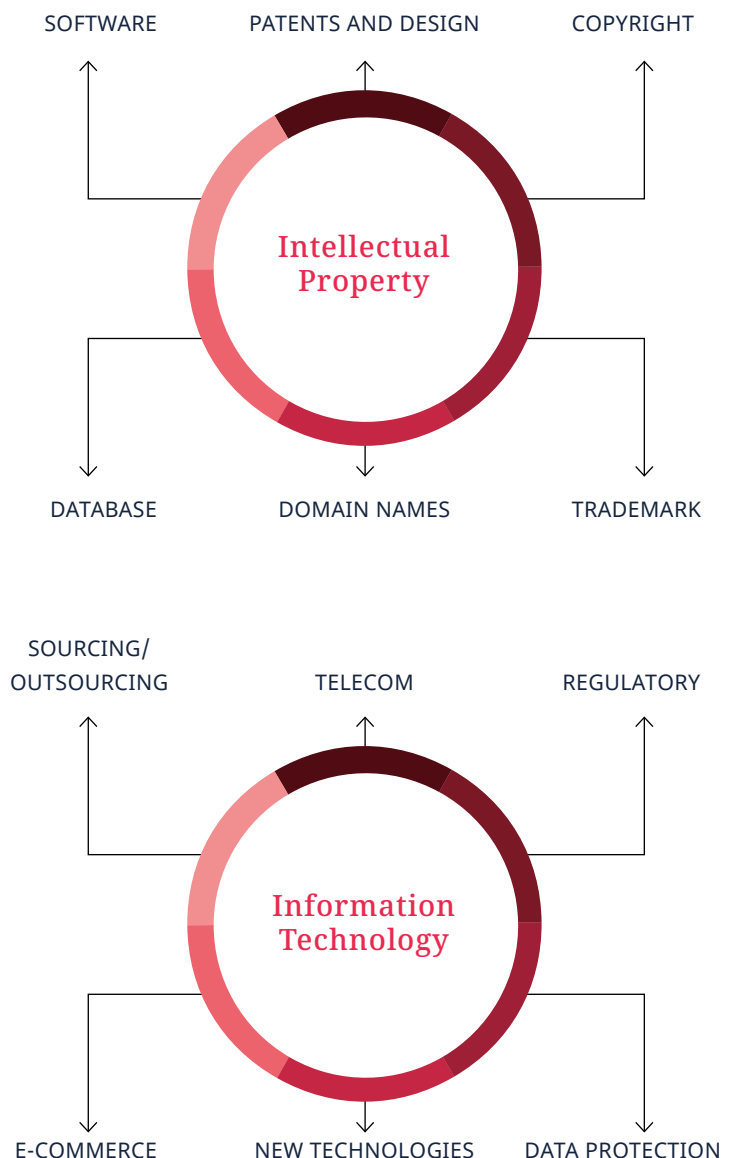 SOFTWARE
PATENTS AND DESIGN
COPYRIGHT
Intellectual
Property
DATABASE
DOMAIN NAMES
TRADEMARK
SOURCING/
OUTSOURCING
TELECOM
REGULATORY
Information
Technology
E-COMMERCE
NEW TECHNOLOGIES
DATA PROTECTION